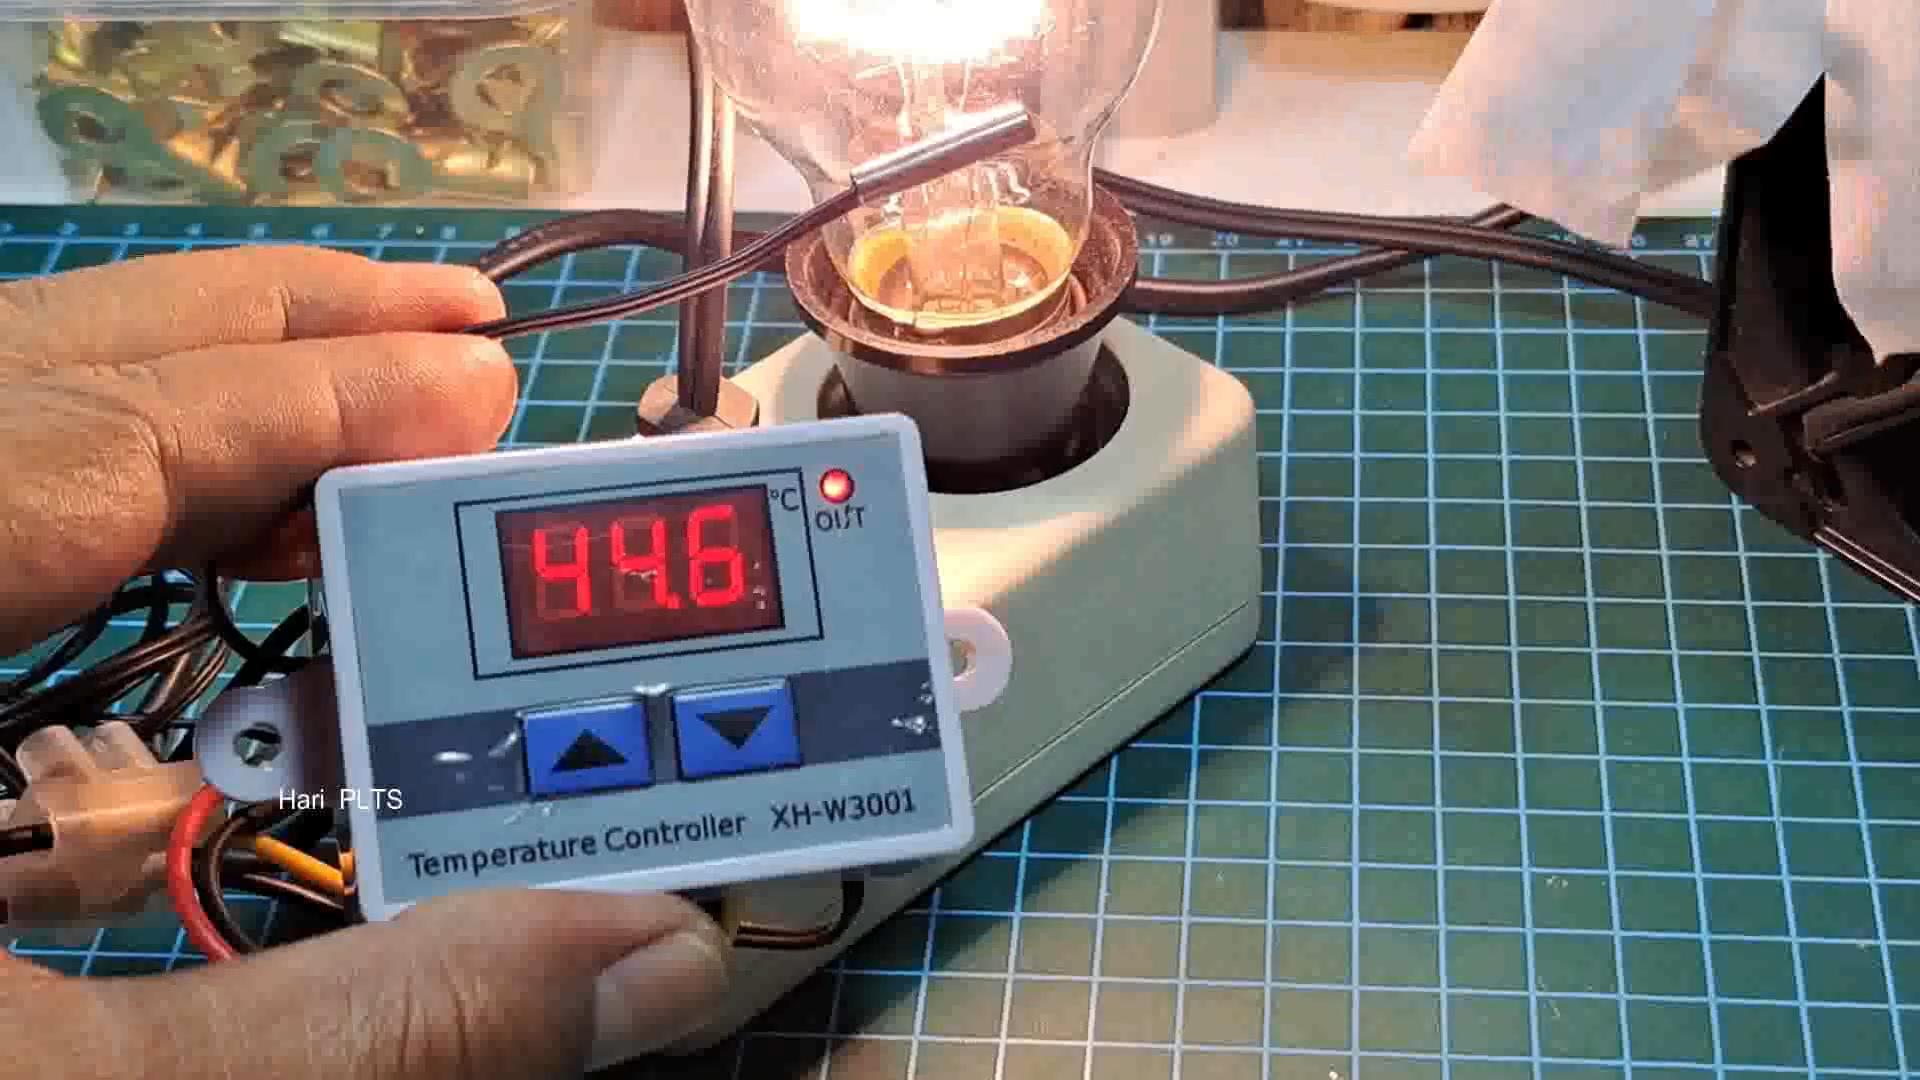 44.6
°C
OUT
Temperature Controller XH-W3001
Hari PLTS